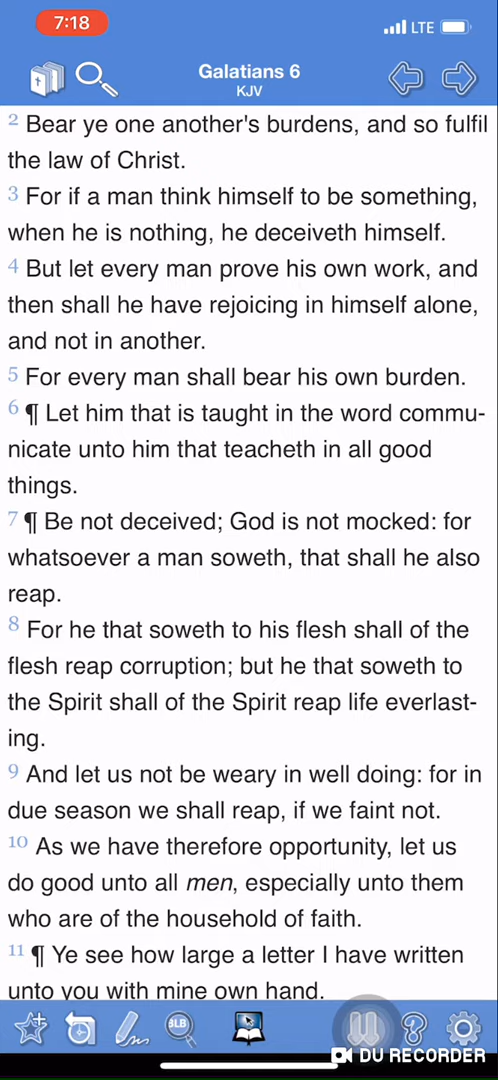 7:18
LTE
Galatians 6
KJV
2 Bear ye one another's burdens, and so fulfil
the law of Christ.
3 For if a man think himself to be something,
when he is nothing, he deceiveth himself.
4 But let every man prove his own work, and
then shall he have rejoicing in himself alone,
and not in another.
5 For every man shall bear his own burden.
6 ¶ Let him that is taught in the word commu-
nicate unto him that teacheth in all good
things.
7 ¶ Be not deceived; God is not mocked: for
whatsoever a man soweth, that shall he also
reap.
8 For he that soweth to his flesh shall of the
flesh reap corruption; but he that soweth to
the Spirit shall of the Spirit reap life everlast-
ing.
9 And let us not be weary in well doing: for in
due season we shall reap, if we faint not.
10 As we have therefore opportunity, let us
do good unto all men, especially unto them
who are of the household of faith.
11 ¶ Ye see how large a letter I have written
unto you with mine own hand.
BLB
?
DU RECORDER